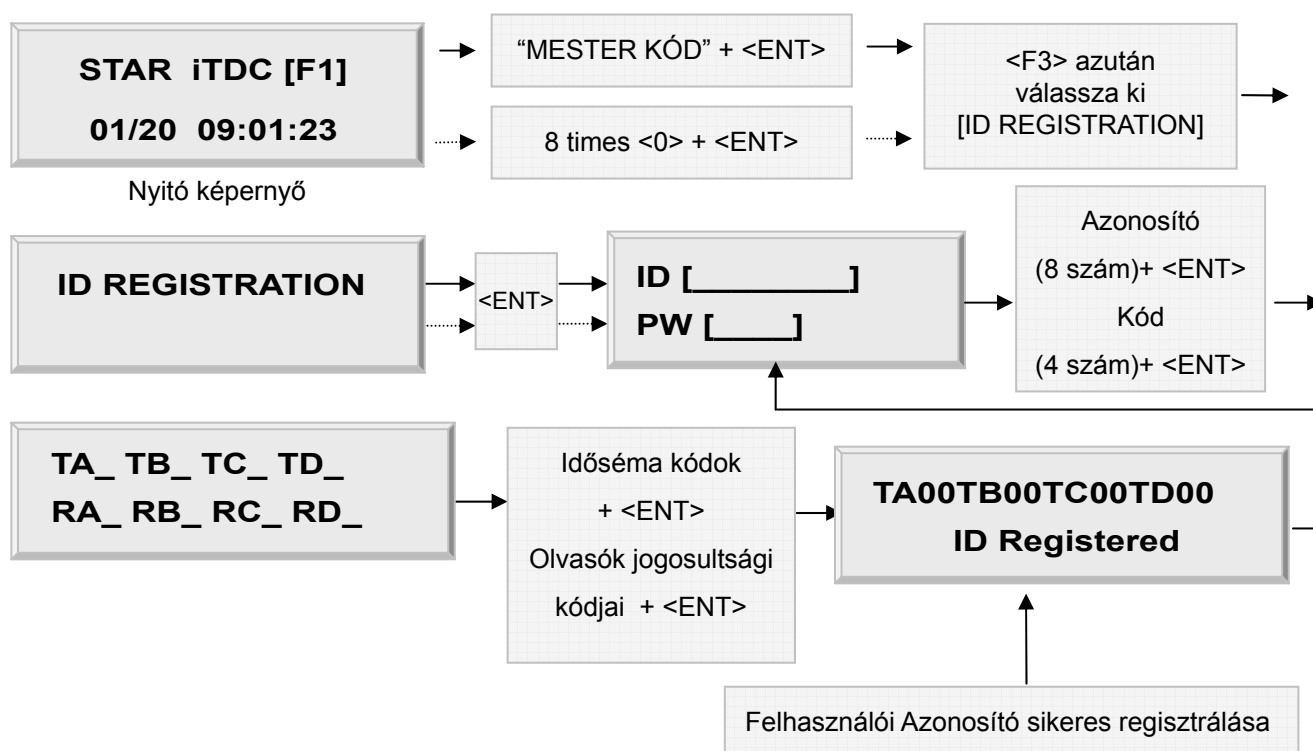 STAR iTDC [F1]
01/20 09:01:23
Nyitó képernyő
“MESTER KÓD” + <ENT>
8 times <0> + <ENT>
<F3> azután
válassza ki
[ID REGISTRATION]
ID REGISTRATION
<ENT>
ID [________]
PW [____]
Azonosító
(8 szám)+ <ENT>
Kód
(4 szám)+ <ENT>
TA_ TB_ TC_ TD_
RA_ RB_ RC_ RD_
Időséma kódok
+ <ENT>
Olvasók jogosultsági
kódjai + <ENT>
TA00TB00TC00TD00
ID Registered
Felhasználói Azonosító sikeres regisztrálása